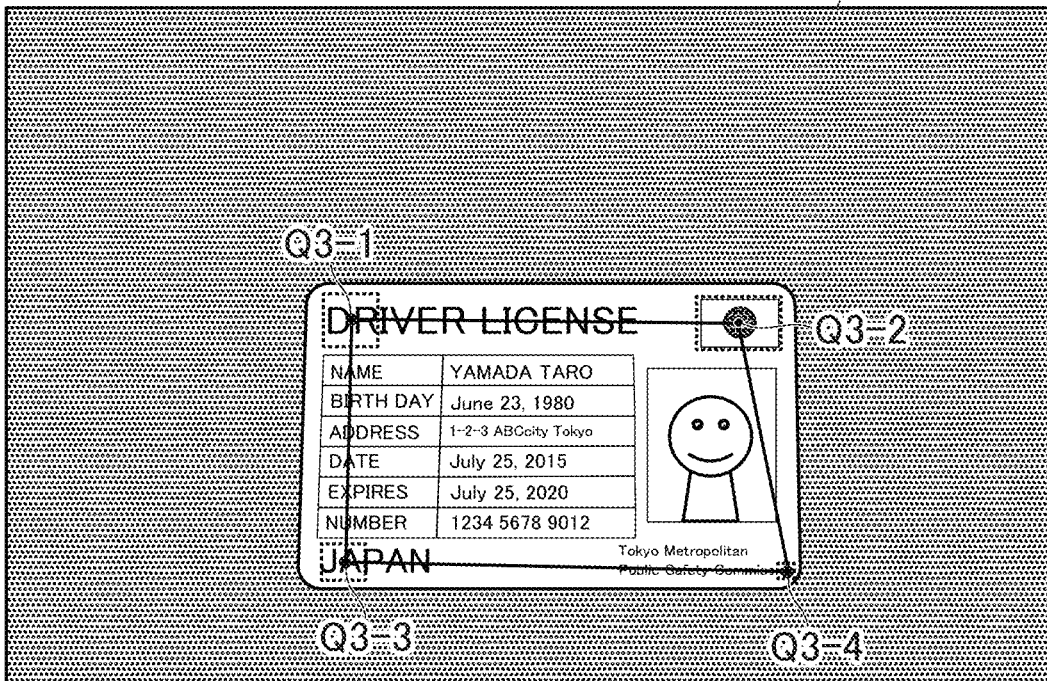 Q3-1
DRIVER LICENSE
Q3-2
NAME YAMADA TARO
BIRTH DAY June 23, 1980
ADDRESS 1-2-3 ABCcity Tokyo
DATE July 25, 2015
EXPIRES July 25, 2020
NUMBER 1234 5678 9012
JAPAN
Tokyo Metropolitan
Public Safety
Q3-3
Q3-4